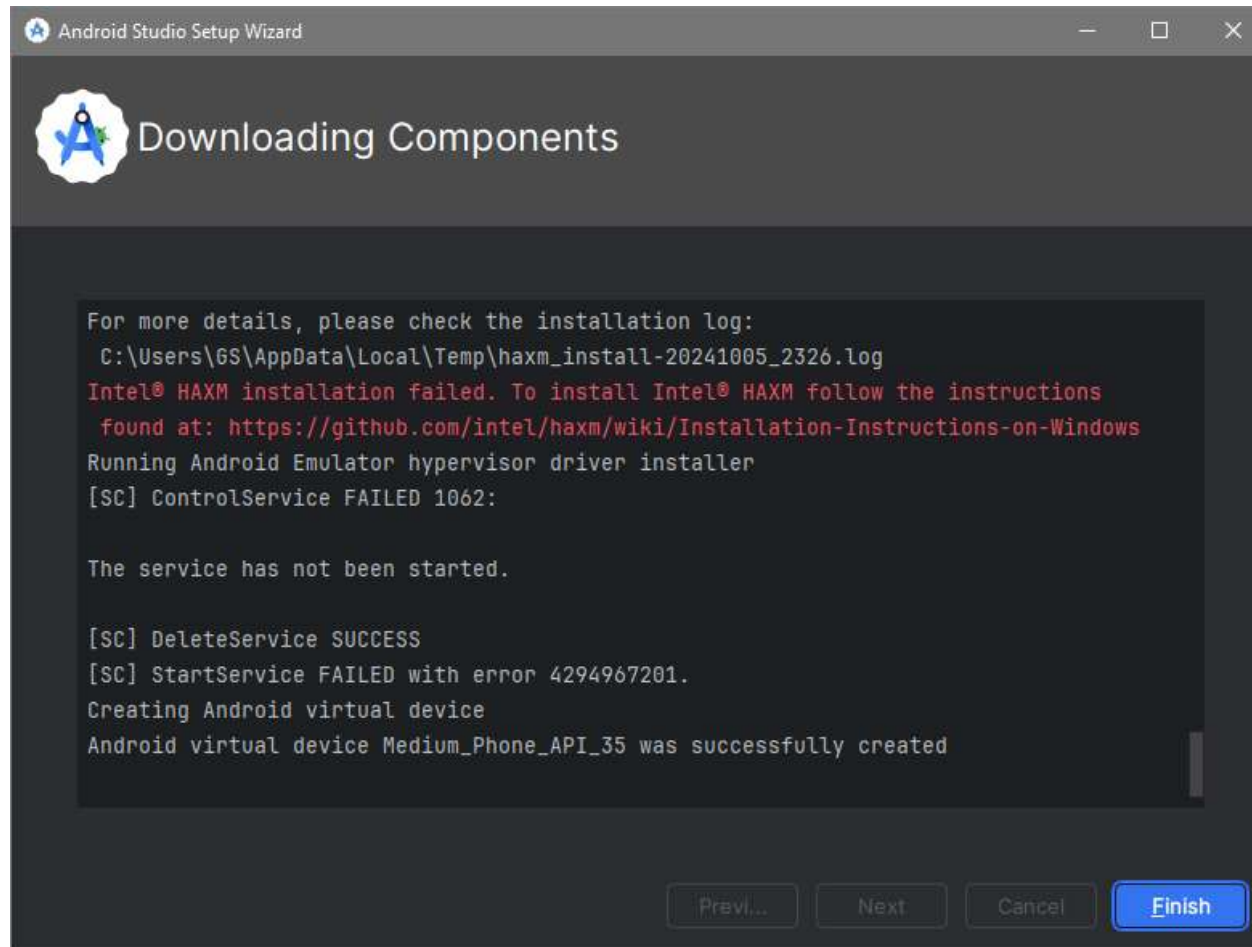 Android Studio Setup Wizard
Downloading Components
For more details, please check the installation log:
C:\Users\GS\AppData\Local\Temp\haxm_install-20241005_2326.log
Intel® HAXM installation failed. To install Intel® HAXM follow the instructions
found at: https://github.com/intel/haxm/wiki/Installation-Instructions-on-Windows
Running Android Emulator hypervisor driver installer
[SC] ControlService FAILED 1062:
The service has not been started.
[SC] DeleteService SUCCESS
[SC] StartService FAILED with error 4294967201.
Creating Android virtual device
Android virtual device Medium_Phone_API_35 was successfully created
Previ... Next Cancel Finish